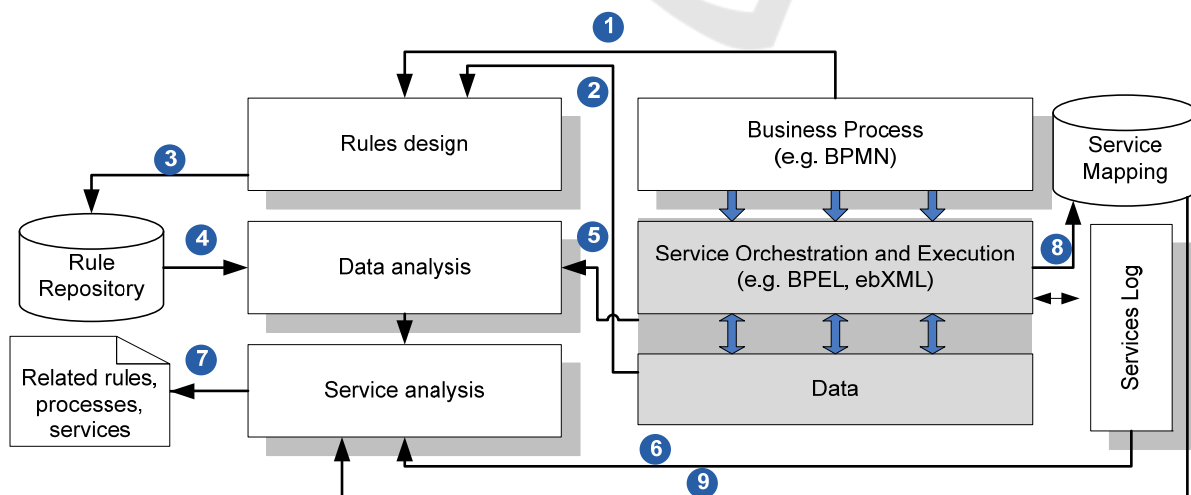 1
2
Rules design
Business Process
(e.g. BPMN)
Service
Mapping
3
4
5
Rule
Repository
Data analysis
Service Orchestration and Execution
(e.g. BPEL, ebXML)
8
Services Log
7
Related rules,
processes,
services
Service analysis
Data
6
9